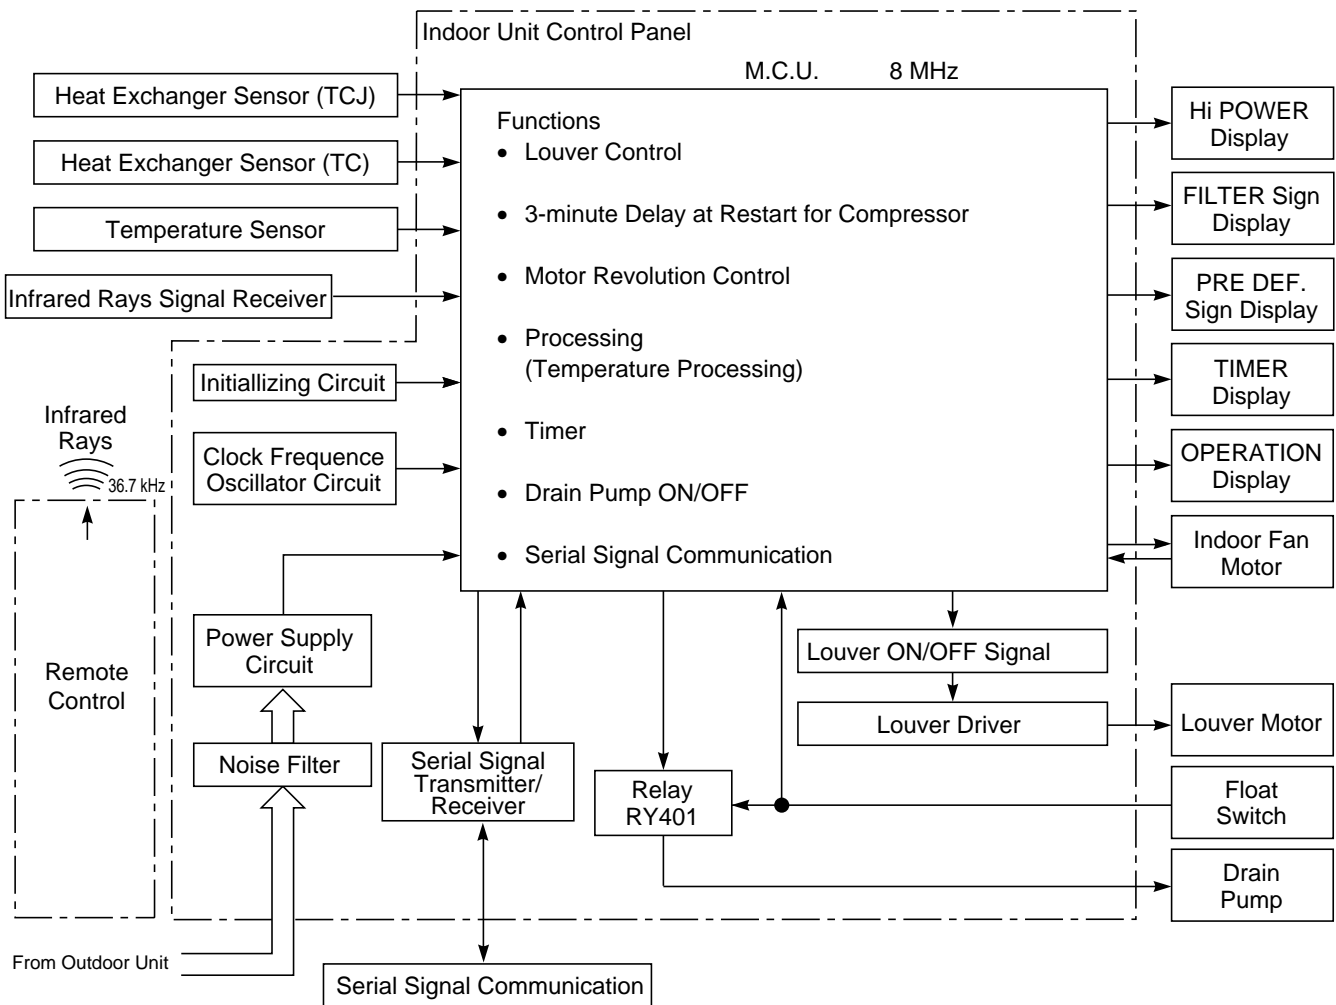 Indoor Unit Control Panel
M.C.U. 8 MHz
Heat Exchanger Sensor (TCJ)
Heat Exchanger Sensor (TC)
Temperature Sensor
Infrared Rays Signal Receiver
Initiallizing Circuit
Clock Frequence
Oscillator Circuit
Functions
• Louver Control
• 3-minute Delay at Restart for Compressor
• Motor Revolution Control
• Processing
(Temperature Processing)
• Timer
• Drain Pump ON/OFF
• Serial Signal Communication
Hi POWER
Display
FILTER Sign
Display
PRE DEF.
Sign Display
TIMER
Display
OPERATION
Display
Indoor Fan
Motor
Infrared
Rays
36.7 kHz
Remote
Control
Power Supply
Circuit
Noise Filter
Serial Signal
Transmitter/
Receiver
Relay
RY401
Louver ON/OFF Signal
Louver Driver
Louver Motor
Float
Switch
Drain
Pump
From Outdoor Unit
Serial Signal Communication